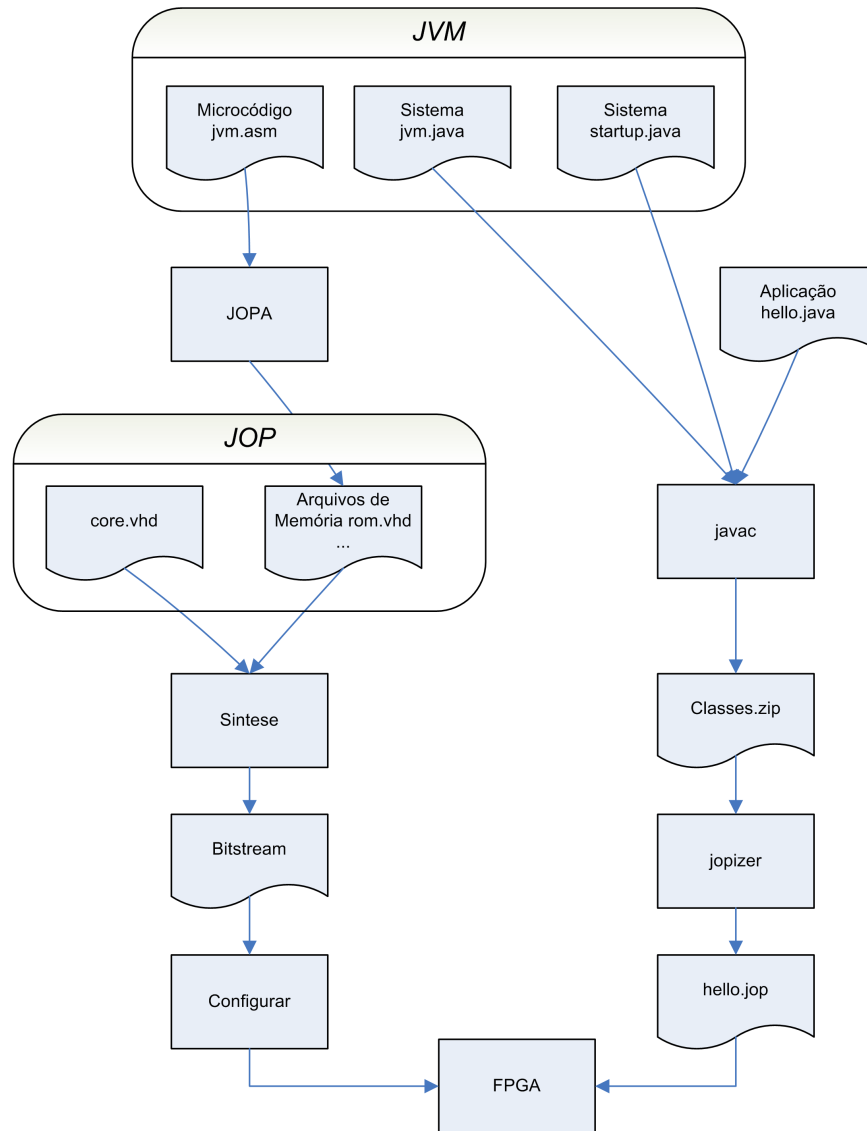 JVM
Microcódigo
jvm.asm
Sistema
jvm.java
Sistema
startup.java
JOPA
Aplicação
hello.java
JOP
core.vhd
Arquivos de
Memória rom.vhd
...
javac
Sintese
Classes.zip
Bitstream
jopizer
Configurar
hello.jop
FPGA